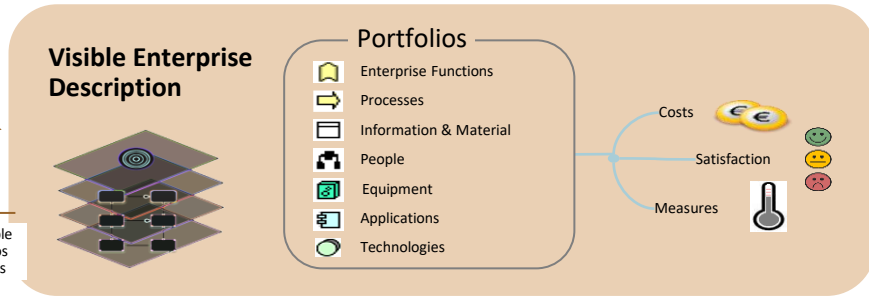 Visible Enterprise
Description
Portfolios
Enterprise Functions
Processes
Information & Material
People
Equipment
Applications
Technologies
Costs
€ €
Satisfaction
Measures